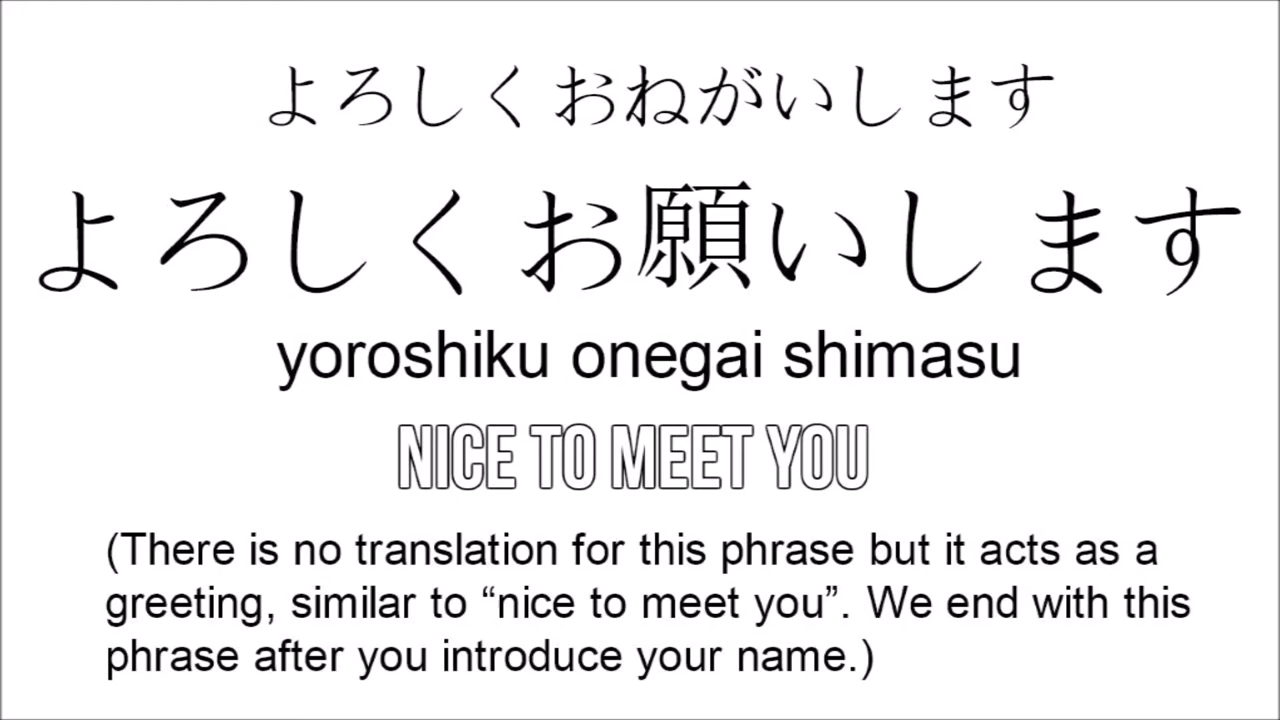 よろしくおねがいします
よろしくお願いします
yoroshiku onegai shimasu
NICE TO MEET YOU
(There is no translation for this phrase but it acts as a
greeting, similar to “nice to meet you”. We end with this
phrase after you introduce your name.)